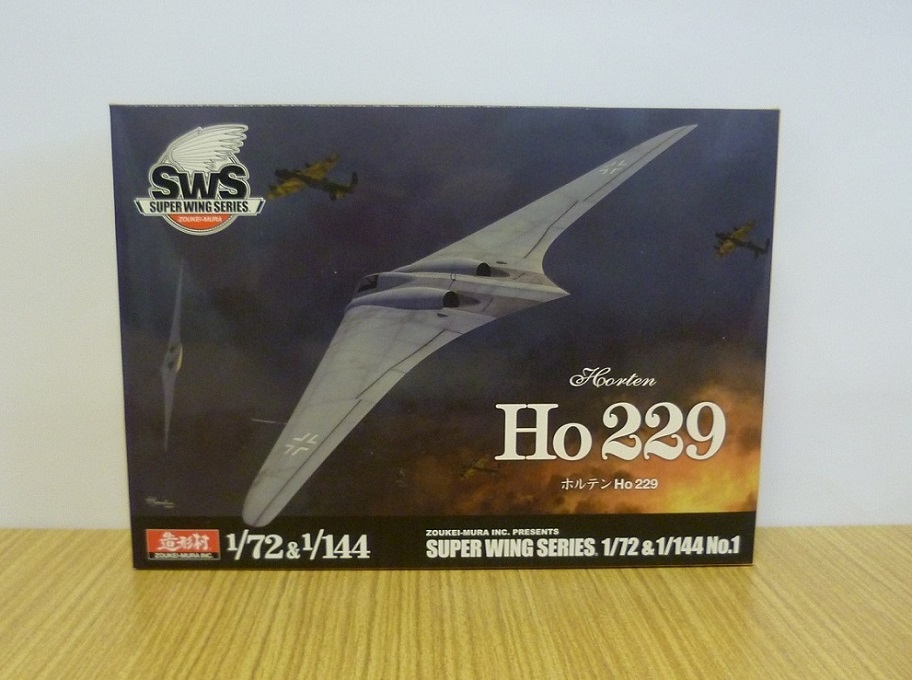 SWS
SUPER WING SERIES
ZOUKEI-MURA
Horten
Ho 229
ホルテン Ho 229
造形村
ZOUKEI-MURA INC.
1/72 & 1/144
ZOUKEI-MURA INC. PRESENTS
SUPER WING SERIES. 1/72 & 1/144 No.1